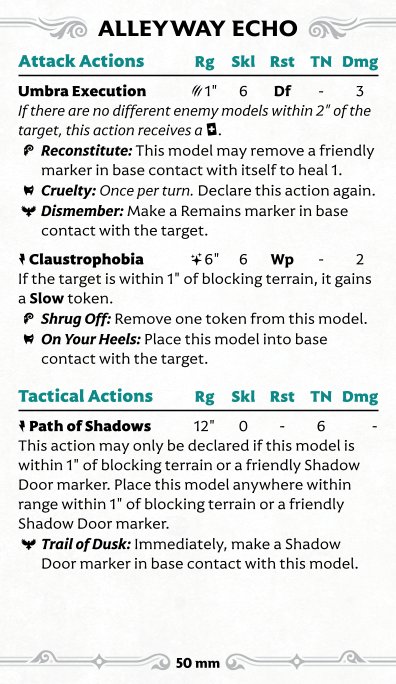 ALLEYWAY ECHO
Attack Actions Rg Skl Rst TN Dmg
Umbra Execution 1" 6 Df - 3
If there are no different enemy models within 2" of the
target, this action receives a .
Reconstitute: This model may remove a friendly
marker in base contact with itself to heal 1.
Cruelty: Once per turn. Declare this action again.
Dismember: Make a Remains marker in base
contact with the target.
Claustrophobia 6" 6 Wp - 2
If the target is within 1" of blocking terrain, it gains
a Slow token.
Shrug Off: Remove one token from this model.
On Your Heels: Place this model into base
contact with the target.
Tactical Actions Rg Skl Rst TN Dmg
Path of Shadows 12" 0 - 6 -
This action may only be declared if this model is
within 1" of blocking terrain or a friendly Shadow
Door marker. Place this model anywhere within
range within 1" of blocking terrain or a friendly
Shadow Door marker.
Trail of Dusk: Immediately, make a Shadow
Door marker in base contact with this model.
50 mm